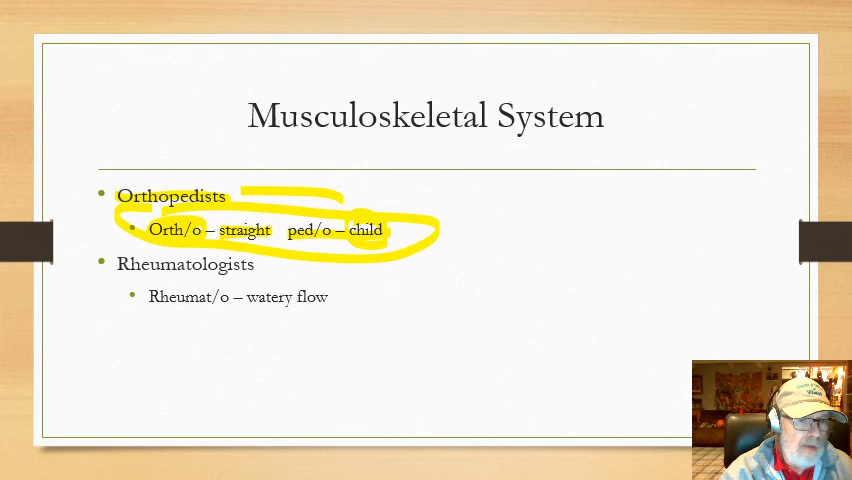 Musculoskeletal System
• Orthopedists
• Orth/o – straight ped/o – child
• Rheumatologists
• Rheumat/o – watery flow